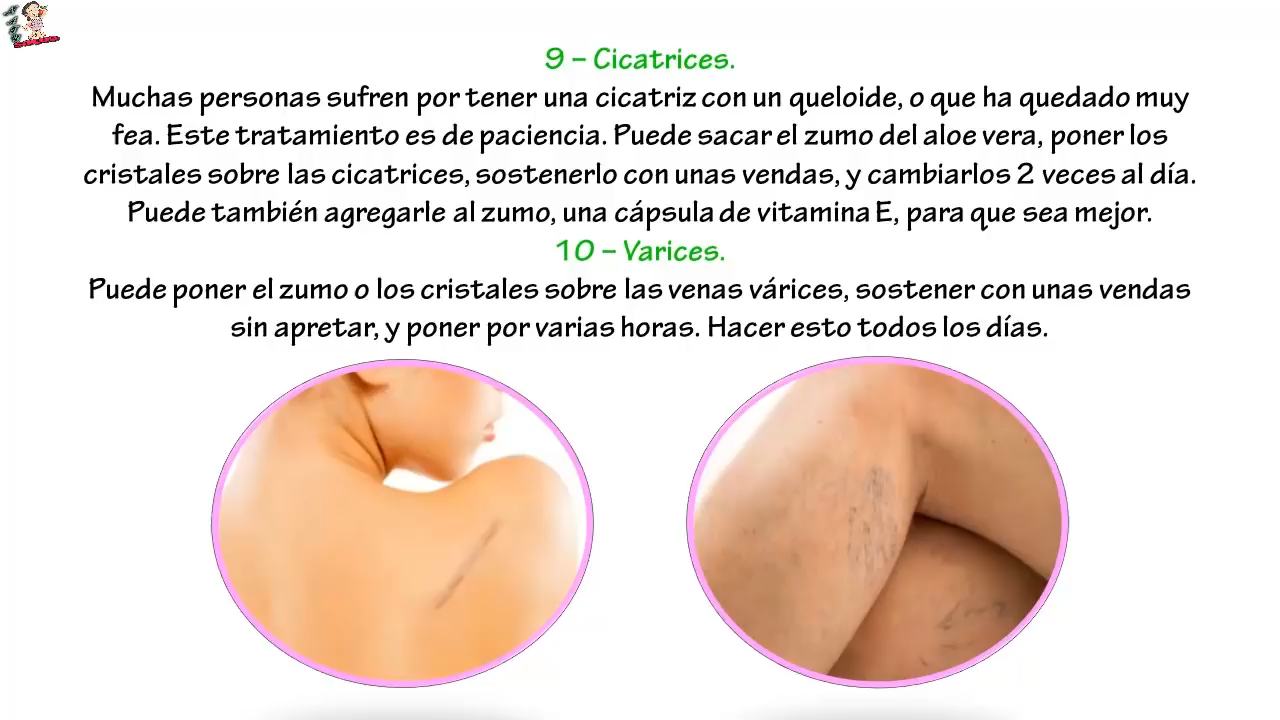 9 – Cicatrices.
Muchas personas sufren por tener una cicatriz con un queloide, o que ha quedado muy
fea. Este tratamiento es de paciencia. Puede sacar el zumo del aloe vera, poner los
cristales sobre las cicatrices, sostenerlo con unas vendas, y cambiarlos 2 veces al día.
Puede también agregarle al zumo, una cápsula de vitamina E, para que sea mejor.
10 – Varices.
Puede poner el zumo o los cristales sobre las venas várices, sostener con unas vendas
sin apretar, y poner por varias horas. Hacer esto todos los días.